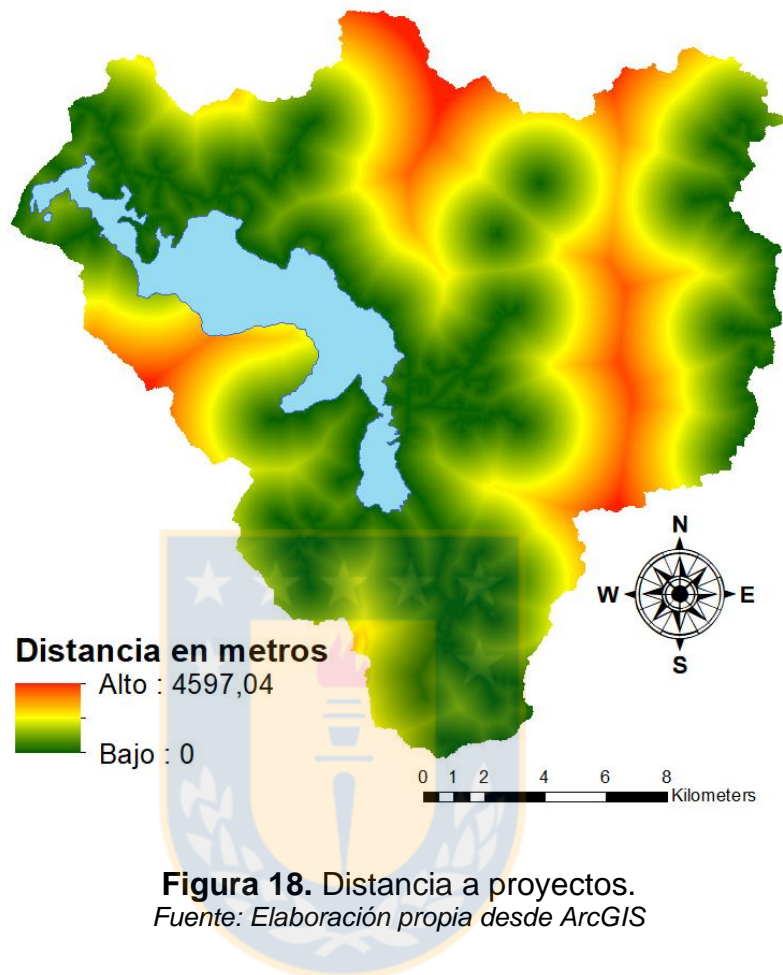 N
W E
S
Distancia en metros
Alto : 4597,04
Bajo : 0
0 1 2 4 6 8
Kilometers
Figura 18. Distancia a proyectos.
Fuente: Elaboración propia desde ArcGIS